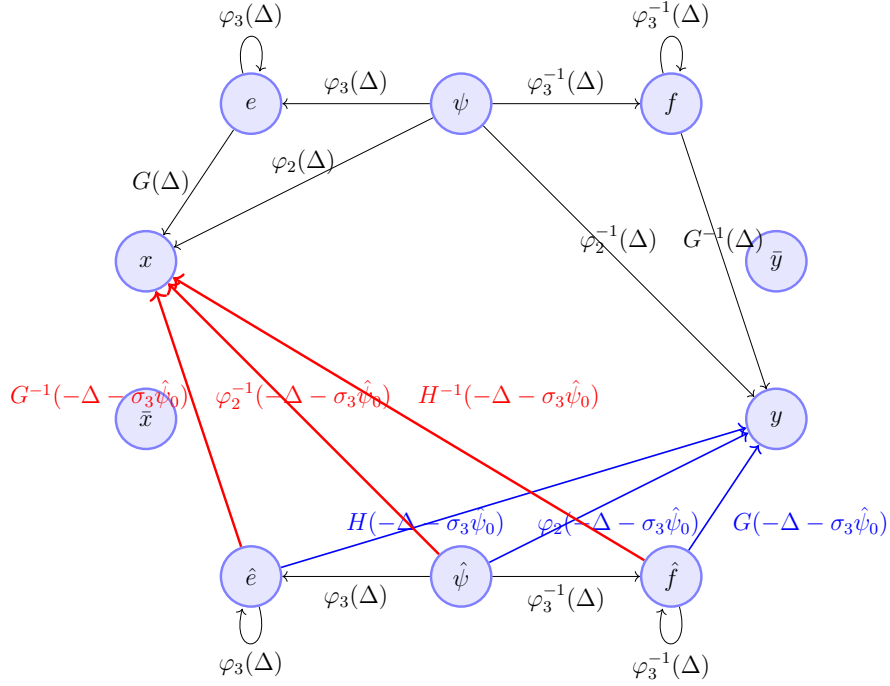 φ₃(Δ) φ₃⁻¹(Δ)
e φ₃(Δ) ψ φ₃⁻¹(Δ) f
G(Δ) φ₂(Δ)
φ₂⁻¹(Δ) G⁻¹(Δ)
x ȳ
G⁻¹(−Δ − σ₃ψ̂₀) φ₂⁻¹(−Δ − σ₃ψ̂₀) H⁻¹(−Δ − σ₃ψ̂₀)
x̄ y
H(−Δ − σ₃ψ̂₀) φ₂(−Δ − σ₃ψ̂₀) G(−Δ − σ₃ψ̂₀)
ê φ₃(Δ) ψ̂ φ₃⁻¹(Δ) f̂
φ₃(Δ) φ₃⁻¹(Δ)